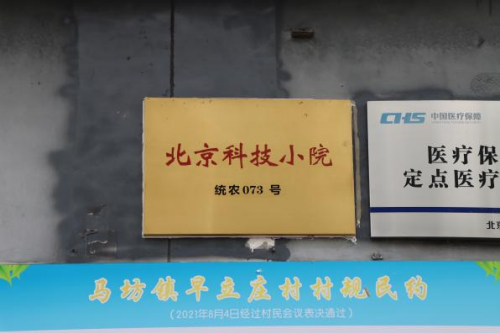 北京科技小院
统农073 号
CHS 中国医疗保障
医疗保
定点医疗
北京
马坊镇早立庄村村规民约
(2021年8月4日经过村民会议表决通过)